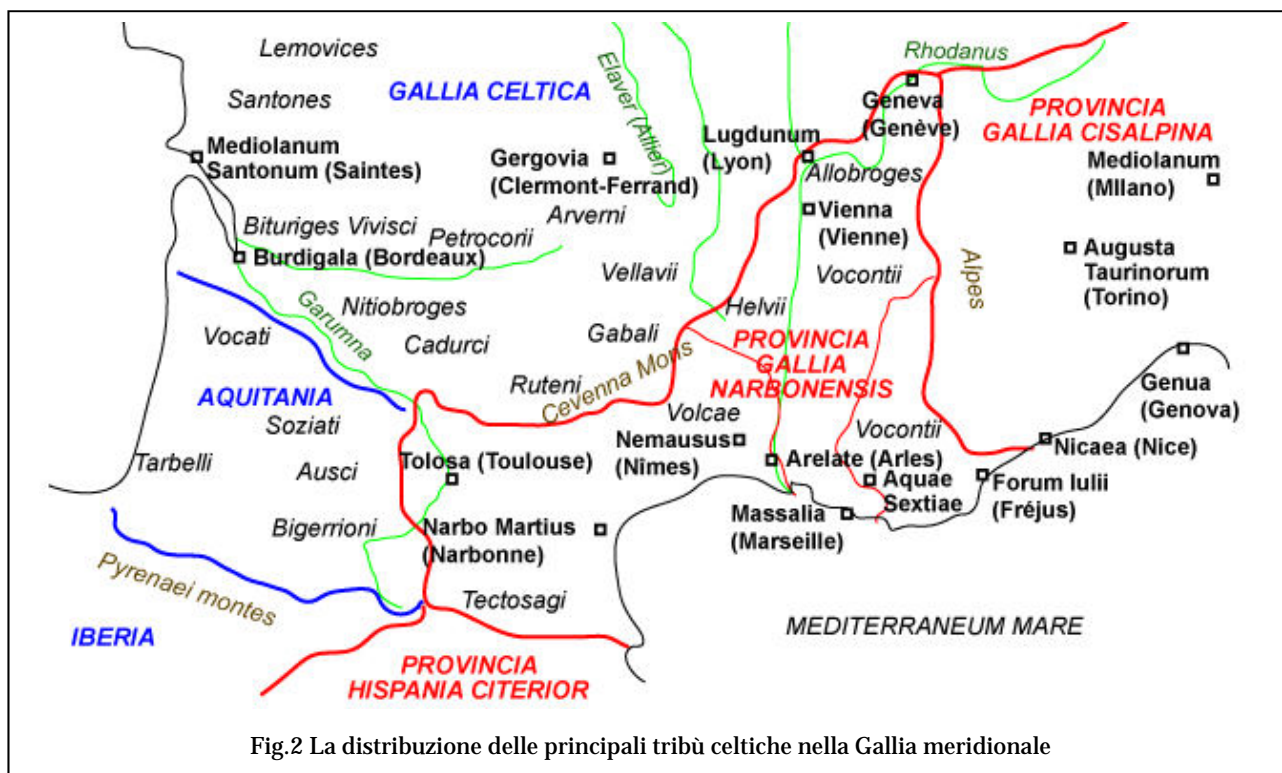 Lemovices
Rhodanus
Elaver (Allier)
Santones
GALLIA CELTICA
Geneva
(Genève)
PROVINCIA
GALLIA CISALPINA
Mediolanum
Santonum (Saintes)
Gergovia
(Clermont-Ferrand)
Lugdunum
(Lyon)
Allobroges
Mediolanum
(MIlano)
Arverni
Vienna
(Vienne)
Bituriges Vivisci
Petrocorii
Burdigala (Bordeaux)
Vellavii
Vocontii
Alpes
Augusta
Taurinorum
(Torino)
Garumna
Nitiobroges
Helvii
Vocati
Cadurci
Gabali
PROVINCIA
GALLIA
NARBONENSIS
Genua
(Genova)
AQUITANIA
Ruteni
Cevenna Mons
Soziati
Volcae
Vocontii
Nemausus
(Nîmes)
Nicaea (Nice)
Tarbelli
Ausci
Tolosa (Toulouse)
Arelate (Arles)
Aquae
Sextiae
Forum Iulii
(Fréjus)
Bigerrioni
Narbo Martius
(Narbonne)
Massalia
(Marseille)
Pyrenaei montes
Tectosagi
IBERIA
MEDITERRANEUM MARE
PROVINCIA
HISPANIA CITERIOR
Fig.2 La distribuzione delle principali tribù celtiche nella Gallia meridionale